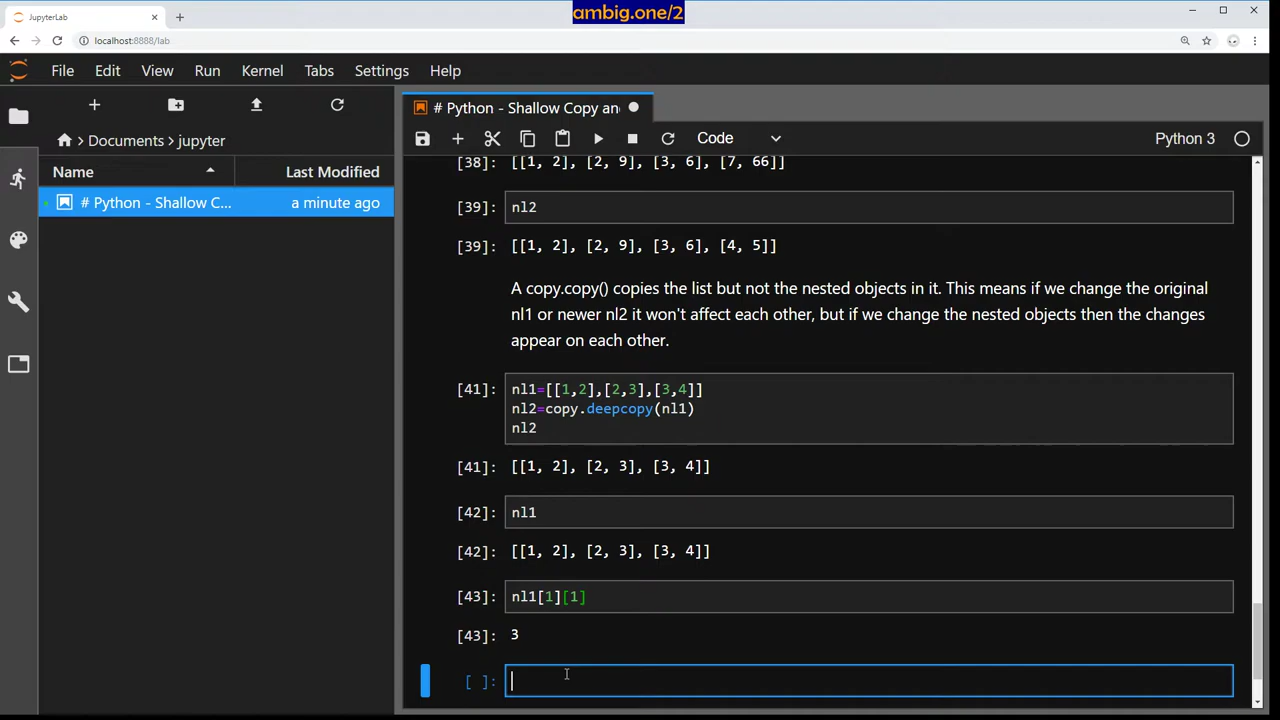 ambig.one/2
JupyterLab
localhost:8888/lab
File Edit View Run Kernel Tabs Settings Help
# Python - Shallow Copy an
Documents jupyter
Code Python 3
Name Last Modified
# Python - Shallow C... a minute ago
[38]: [[1, 2], [2, 9], [3, 6], [7, 66]]
[39]: nl2
[39]: [[1, 2], [2, 9], [3, 6], [4, 5]]
A copy.copy() copies the list but not the nested objects in it. This means if we change the original
nl1 or newer nl2 it won't affect each other, but if we change the nested objects then the changes
appear on each other.
[41]: nl1=[[1,2],[2,3],[3,4]]
nl2=copy.deepcopy(nl1)
nl2
[41]: [[1, 2], [2, 3], [3, 4]]
[42]: nl1
[42]: [[1, 2], [2, 3], [3, 4]]
[43]: nl1[1][1]
[43]: 3
[ ]: